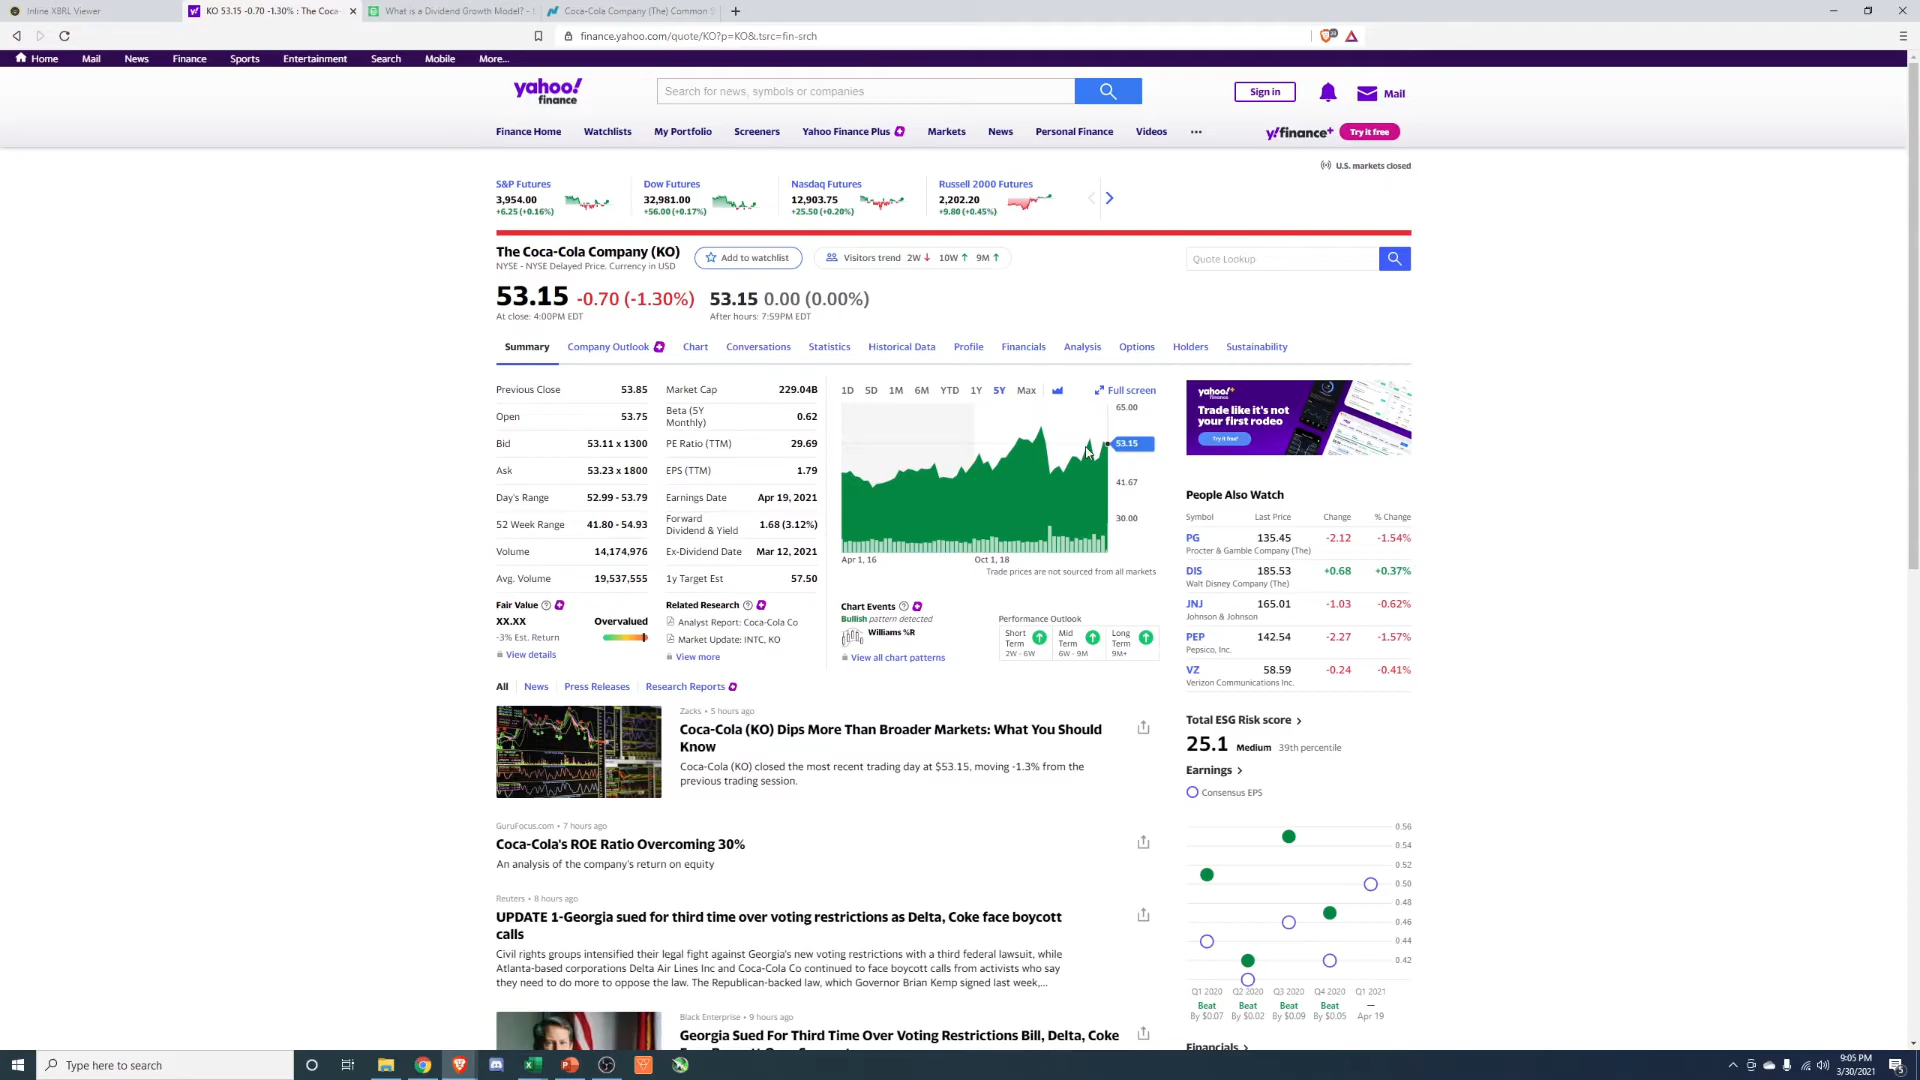 Inline XBRL Viewer
KO 53.15 -0.70 -1.30% : The Coca-
What is a Dividend Growth Model? -
Coca-Cola Company (The) Common
finance.yahoo.com/quote/KO?p=KO&.tsrc=fin-srch
Home Mail News Finance Sports Entertainment Search Mobile More...
yahoo!
finance
Search for news, symbols or companies
Sign in
Mail
Finance Home Watchlists My Portfolio Screeners Yahoo Finance Plus Markets News Personal Finance Videos
y!finance+ Try it free
U.S. markets closed
S&P Futures
3,954.00
+6.25 (+0.16%)
Dow Futures
32,981.00
+56.00 (+0.17%)
Nasdaq Futures
12,903.75
+25.50 (+0.20%)
Russell 2000 Futures
2,202.20
+9.80 (+0.45%)
The Coca-Cola Company (KO)
NYSE - NYSE Delayed Price. Currency in USD
Add to watchlist
Visitors trend 2W 10W 9M
Quote Lookup
53.15 -0.70 (-1.30%)
At close: 4:00PM EDT
53.15 0.00 (0.00%)
After hours: 7:59PM EDT
Summary Company Outlook Chart Conversations Statistics Historical Data Profile Financials Analysis Options Holders Sustainability
Previous Close 53.85
Open 53.75
Bid 53.11 x 1300
Ask 53.23 x 1800
Day's Range 52.99 - 53.79
52 Week Range 41.80 - 54.93
Volume 14,174,976
Avg. Volume 19,537,555
Market Cap 229.04B
Beta (5Y
Monthly) 0.62
PE Ratio (TTM) 29.69
EPS (TTM) 1.79
Earnings Date Apr 19, 2021
Forward
Dividend & Yield 1.68 (3.12%)
Ex-Dividend Date Mar 12, 2021
1y Target Est 57.50
1D 5D 1M 6M YTD 1Y 5Y Max Full screen
65.00
53.15
41.67
30.00
Apr 1, 16 Oct 1, 18
Trade prices are not sourced from all markets
Fair Value
XX.XX Overvalued
-3% Est. Return
View details
Related Research
Analyst Report: Coca-Cola Co
Market Update: INTC, KO
View more
Chart Events
Bullish pattern detected
Williams %R
View all chart patterns
Performance Outlook
Short
Term
2W - 6W
Mid
Term
6W - 9M
Long
Term
9M+
yahoo!
finance
Trade like it's not
your first rodeo
Try it free!
People Also Watch
Symbol Last Price Change % Change
PG 135.45 -2.12 -1.54%
Procter & Gamble Company (The)
DIS 185.53 +0.68 +0.37%
Walt Disney Company (The)
JNJ 165.01 -1.03 -0.62%
Johnson & Johnson
PEP 142.54 -2.27 -1.57%
Pepsico, Inc.
VZ 58.59 -0.24 -0.41%
Verizon Communications Inc.
Total ESG Risk score
25.1 Medium 39th percentile
Earnings
Consensus EPS
0.56
0.54
0.52
0.50
0.48
0.46
0.44
0.42
Q1 2020 Q2 2020 Q3 2020 Q4 2020 Q1 2021
Beat Beat Beat Beat —
By $0.07 By $0.02 By $0.09 By $0.05 Apr 19
Financials
All News Press Releases Research Reports
Zacks • 5 hours ago
Coca-Cola (KO) Dips More Than Broader Markets: What You Should
Know
Coca-Cola (KO) closed the most recent trading day at $53.15, moving -1.3% from the
previous trading session.
GuruFocus.com • 7 hours ago
Coca-Cola's ROE Ratio Overcoming 30%
An analysis of the company's return on equity
Reuters • 8 hours ago
UPDATE 1-Georgia sued for third time over voting restrictions as Delta, Coke face boycott
calls
Civil rights groups intensified their legal fight against Georgia's new voting restrictions with a third federal lawsuit, while
Atlanta-based corporations Delta Air Lines Inc and Coca-Cola Co continued to face boycott calls from activists who say
they need to do more to oppose the law. The Republican-backed law, which Governor Brian Kemp signed last week,...
Black Enterprise • 9 hours ago
Georgia Sued For Third Time Over Voting Restrictions Bill, Delta, Coke
Type here to search
9:05 PM
3/30/2021